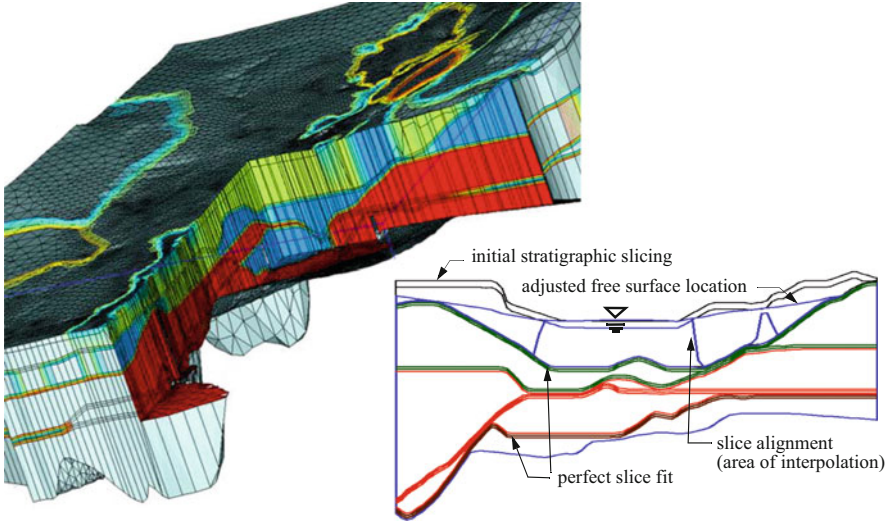 initial stratigraphic slicing
adjusted free surface location
slice alignment
(area of interpolation)
perfect slice fit